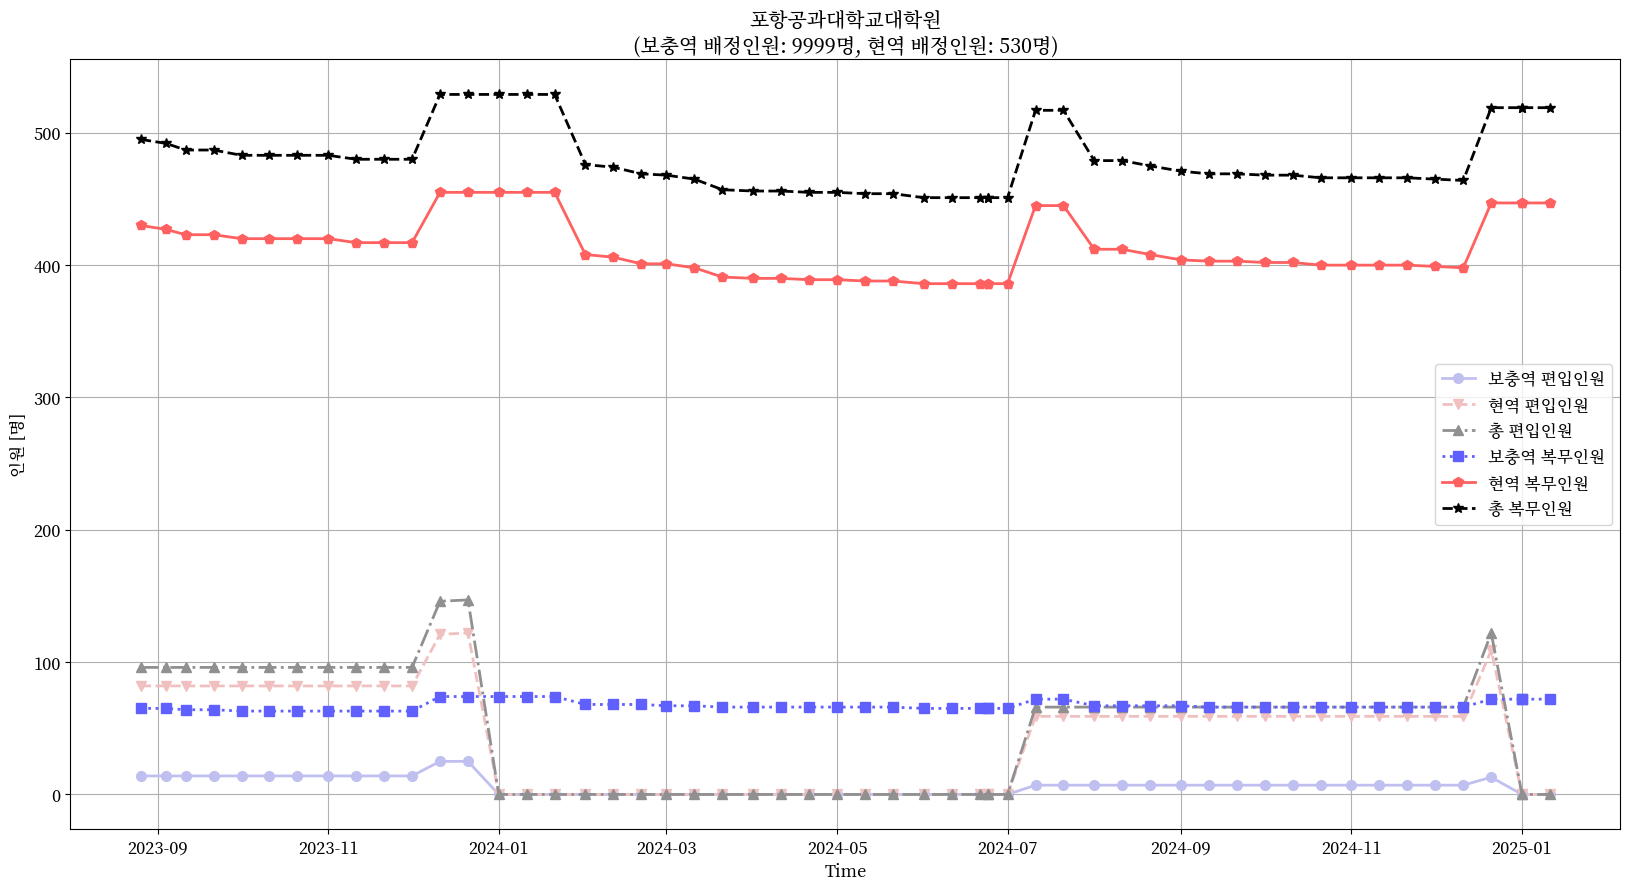 포항공과대학교대학원
(보충역 배정인원: 9999명, 현역 배정인원: 530명)
500
400
300
200
100
0
인원 [명]
보충역 편입인원
현역 편입인원
총 편입인원
보충역 복무인원
현역 복무인원
총 복무인원
2023-09
2023-11
2024-01
2024-03
2024-05
2024-07
2024-09
2024-11
2025-01
Time